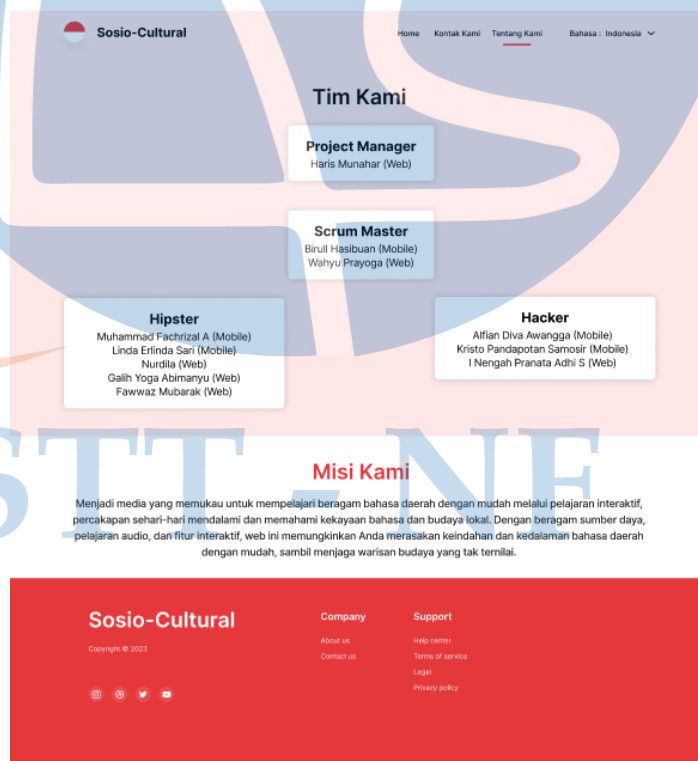 Sosio-Cultural
Home Kontak Kami Tentang Kami Bahasa : Indonesia
Tim Kami
Project Manager
Haris Munahar (Web)
Scrum Master
Birull Hasibuan (Mobile)
Wahyu Prayoga (Web)
Hipster
Muhammad Fachrizal A (Mobile)
Linda Erlinda Sari (Mobile)
Nurdila (Web)
Galih Yoga Abimanyu (Web)
Fawwaz Mubarak (Web)
Hacker
Alfian Diva Awangga (Mobile)
Kristo Pandapotan Samosir (Mobile)
I Nengah Pranata Adhi S (Web)
STT - NF
Misi Kami
Menjadi media yang memukau untuk mempelajari beragam bahasa daerah dengan mudah melalui pelajaran interaktif,
percakapan sehari-hari mendalami dan memahami kekayaan bahasa dan budaya lokal. Dengan beragam sumber daya,
pelajaran audio, dan fitur interaktif, web ini memungkinkan Anda merasakan keindahan dan kedalaman bahasa daerah
dengan mudah, sambil menjaga warisan budaya yang tak ternilai.
Sosio-Cultural
Copyright © 2023
Company
About us
Contact us
Support
Help center
Terms of service
Legal
Privacy policy